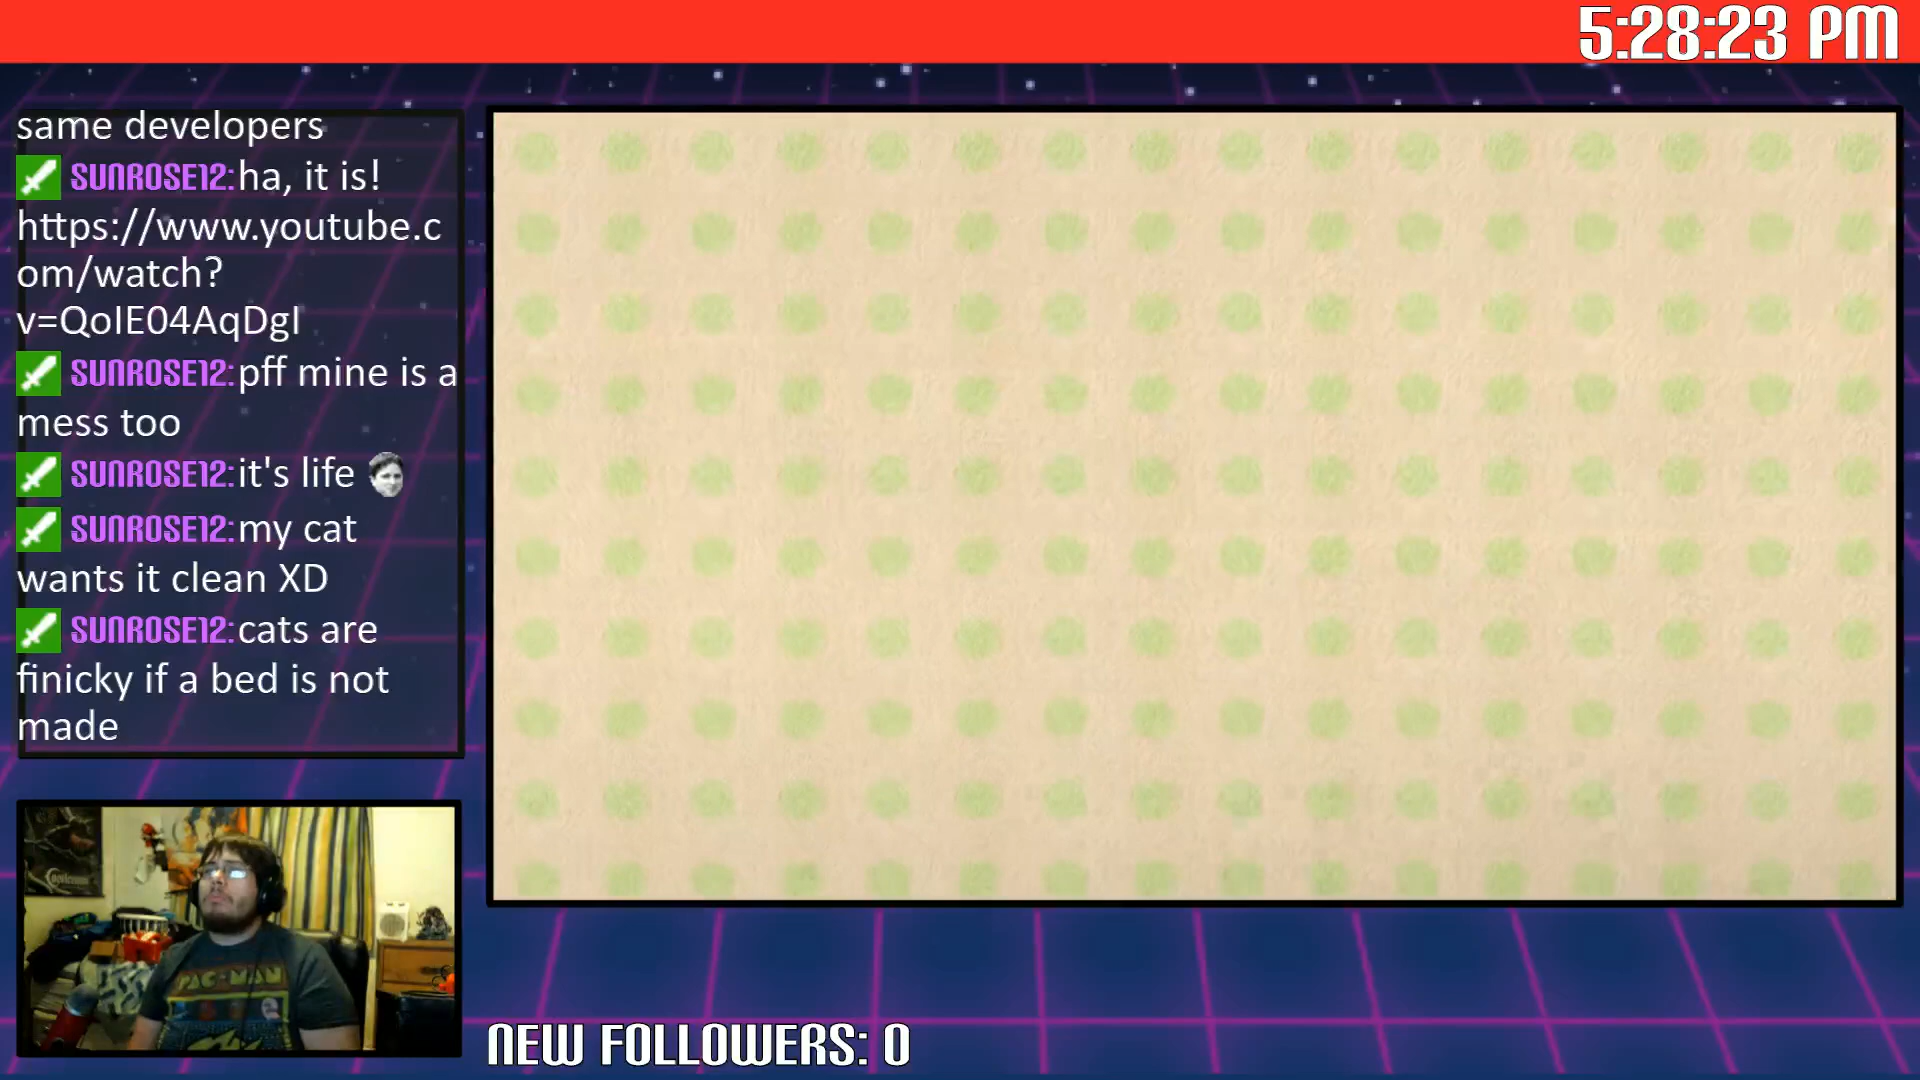 5:28:23 PM
same developers
SUNROSE12: ha, it is!
https://www.youtube.c
om/watch?
v=QoIE04AqDgI
SUNROSE12: pff mine is a
mess too
SUNROSE12: it's life
SUNROSE12: my cat
wants it clean XD
SUNROSE12: cats are
finicky if a bed is not
made
PAC-MAN
NEW FOLLOWERS: 0